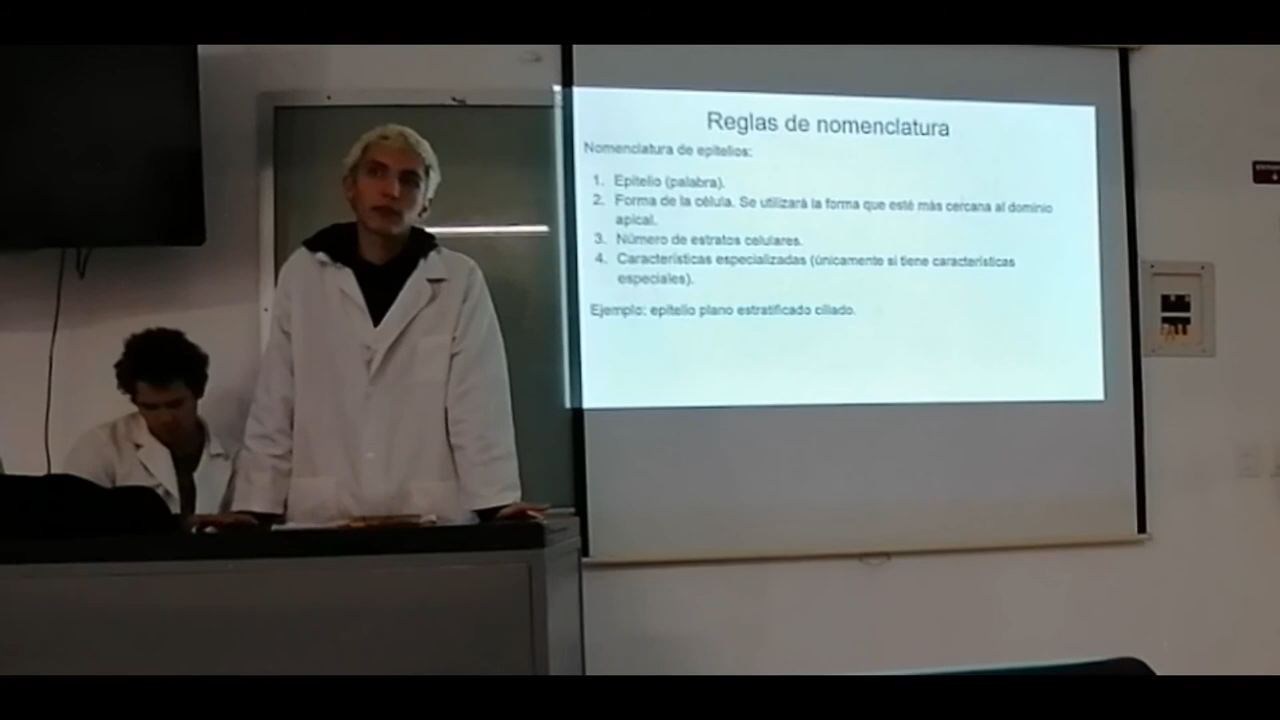 Reglas de nomenclatura
Nomenclatura de epitelios:
1. Epitelio (palabra).
2. Forma de la célula. Se utilizará la forma que esté más cercana al dominio
apical.
3. Número de estratos celulares.
4. Características especializadas (únicamente si tiene características
especiales).
Ejemplo: epitelio plano estratificado ciliado.